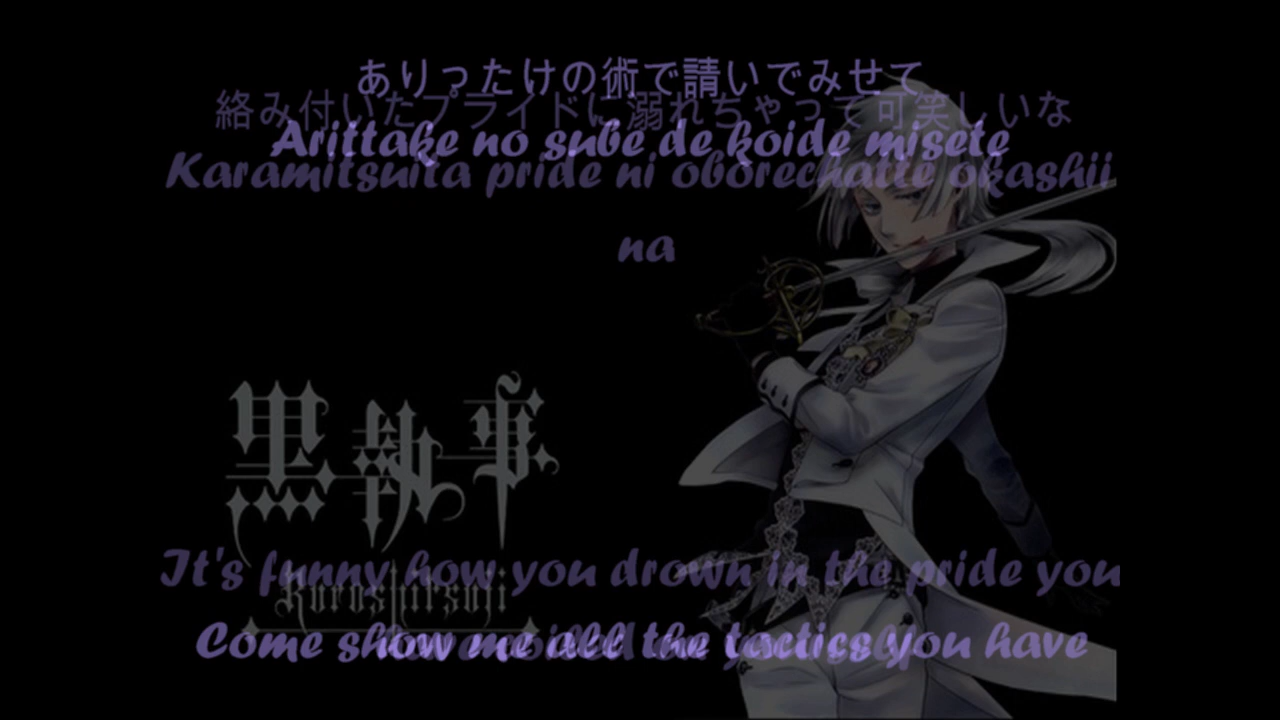 ありったけの術で請いでみせて
絡み付いたプライドに溺れちゃって可笑しいな
Arittake no sube de koide misete
Karamitsuita pride ni oborechatte okashii
na
黒執事
It's funny how you drown in the pride you
Kuroshitsuji
Come show me all the tactics you have